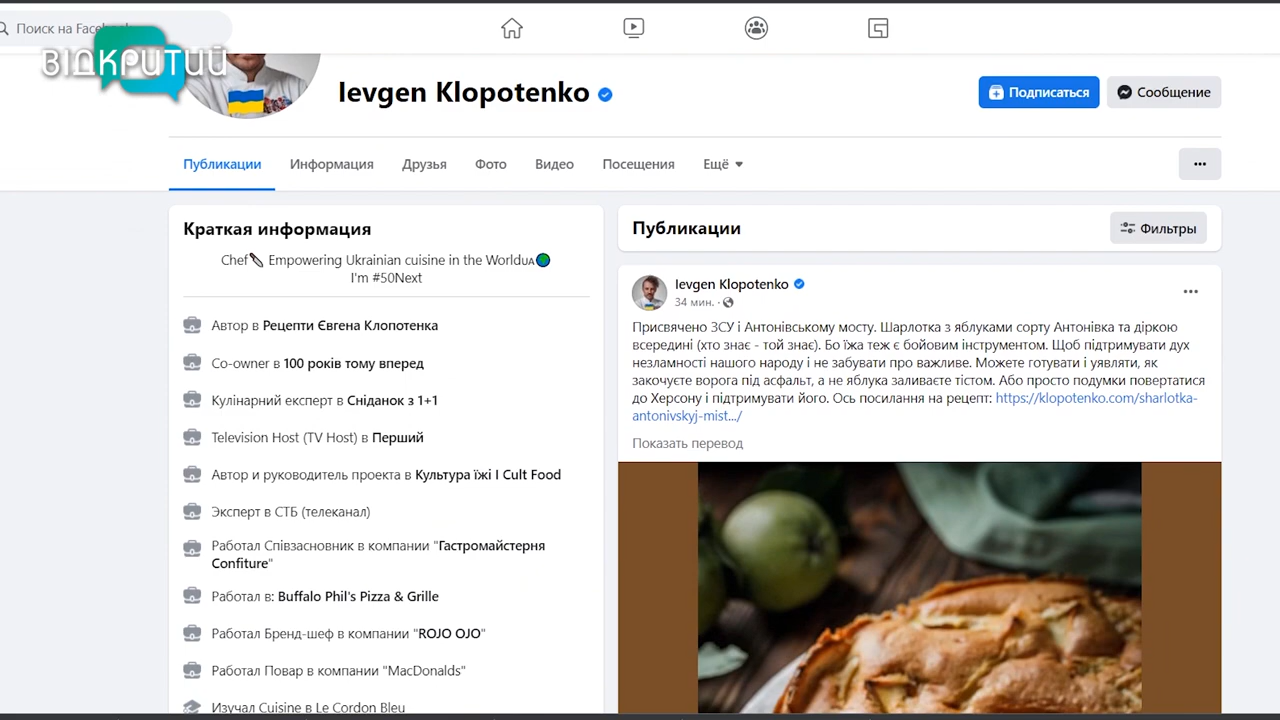 Поиск на Facebook
ВІДКРИТИЙ
Ievgen Klopotenko
Подписаться
Сообщение
Публикации
Информация
Друзья
Фото
Видео
Посещения
Ещё
Краткая информация
Chef Empowering Ukrainian cuisine in the WorldUA
I'm #50Next
Автор в Рецепти Євгена Клопотенка
Co-owner в 100 років тому вперед
Кулінарний експерт в Сніданок з 1+1
Television Host (TV Host) в Перший
Автор и руководитель проекта в Культура їжі I Cult Food
Эксперт в СТБ (телеканал)
Работал Співзасновник в компании "Гастромайстерня
Confiture"
Работал в: Buffalo Phil's Pizza & Grille
Работал Бренд-шеф в компании "ROJO OJO"
Работал Повар в компании "MacDonalds"
Изучал Cuisine в Le Cordon Bleu
Публикации
Фильтры
Ievgen Klopotenko
34 мин. ·
Присвячено ЗСУ і Антонівському мосту. Шарлотка з яблуками сорту Антонівка та діркою
всередині (хто знає - той знає). Бо їжа теж є бойовим інструментом. Щоб підтримувати дух
незламності нашого народу і не забувати про важливе. Можете готувати і уявляти, як
закочуєте ворога під асфальт, а не яблука заливаєте тістом. Або просто подумки повертатися
до Херсону і підтримувати його. Ось посилання на рецепт: https://klopotenko.com/sharlotka-
antonivskyj-mist.../
Показать перевод